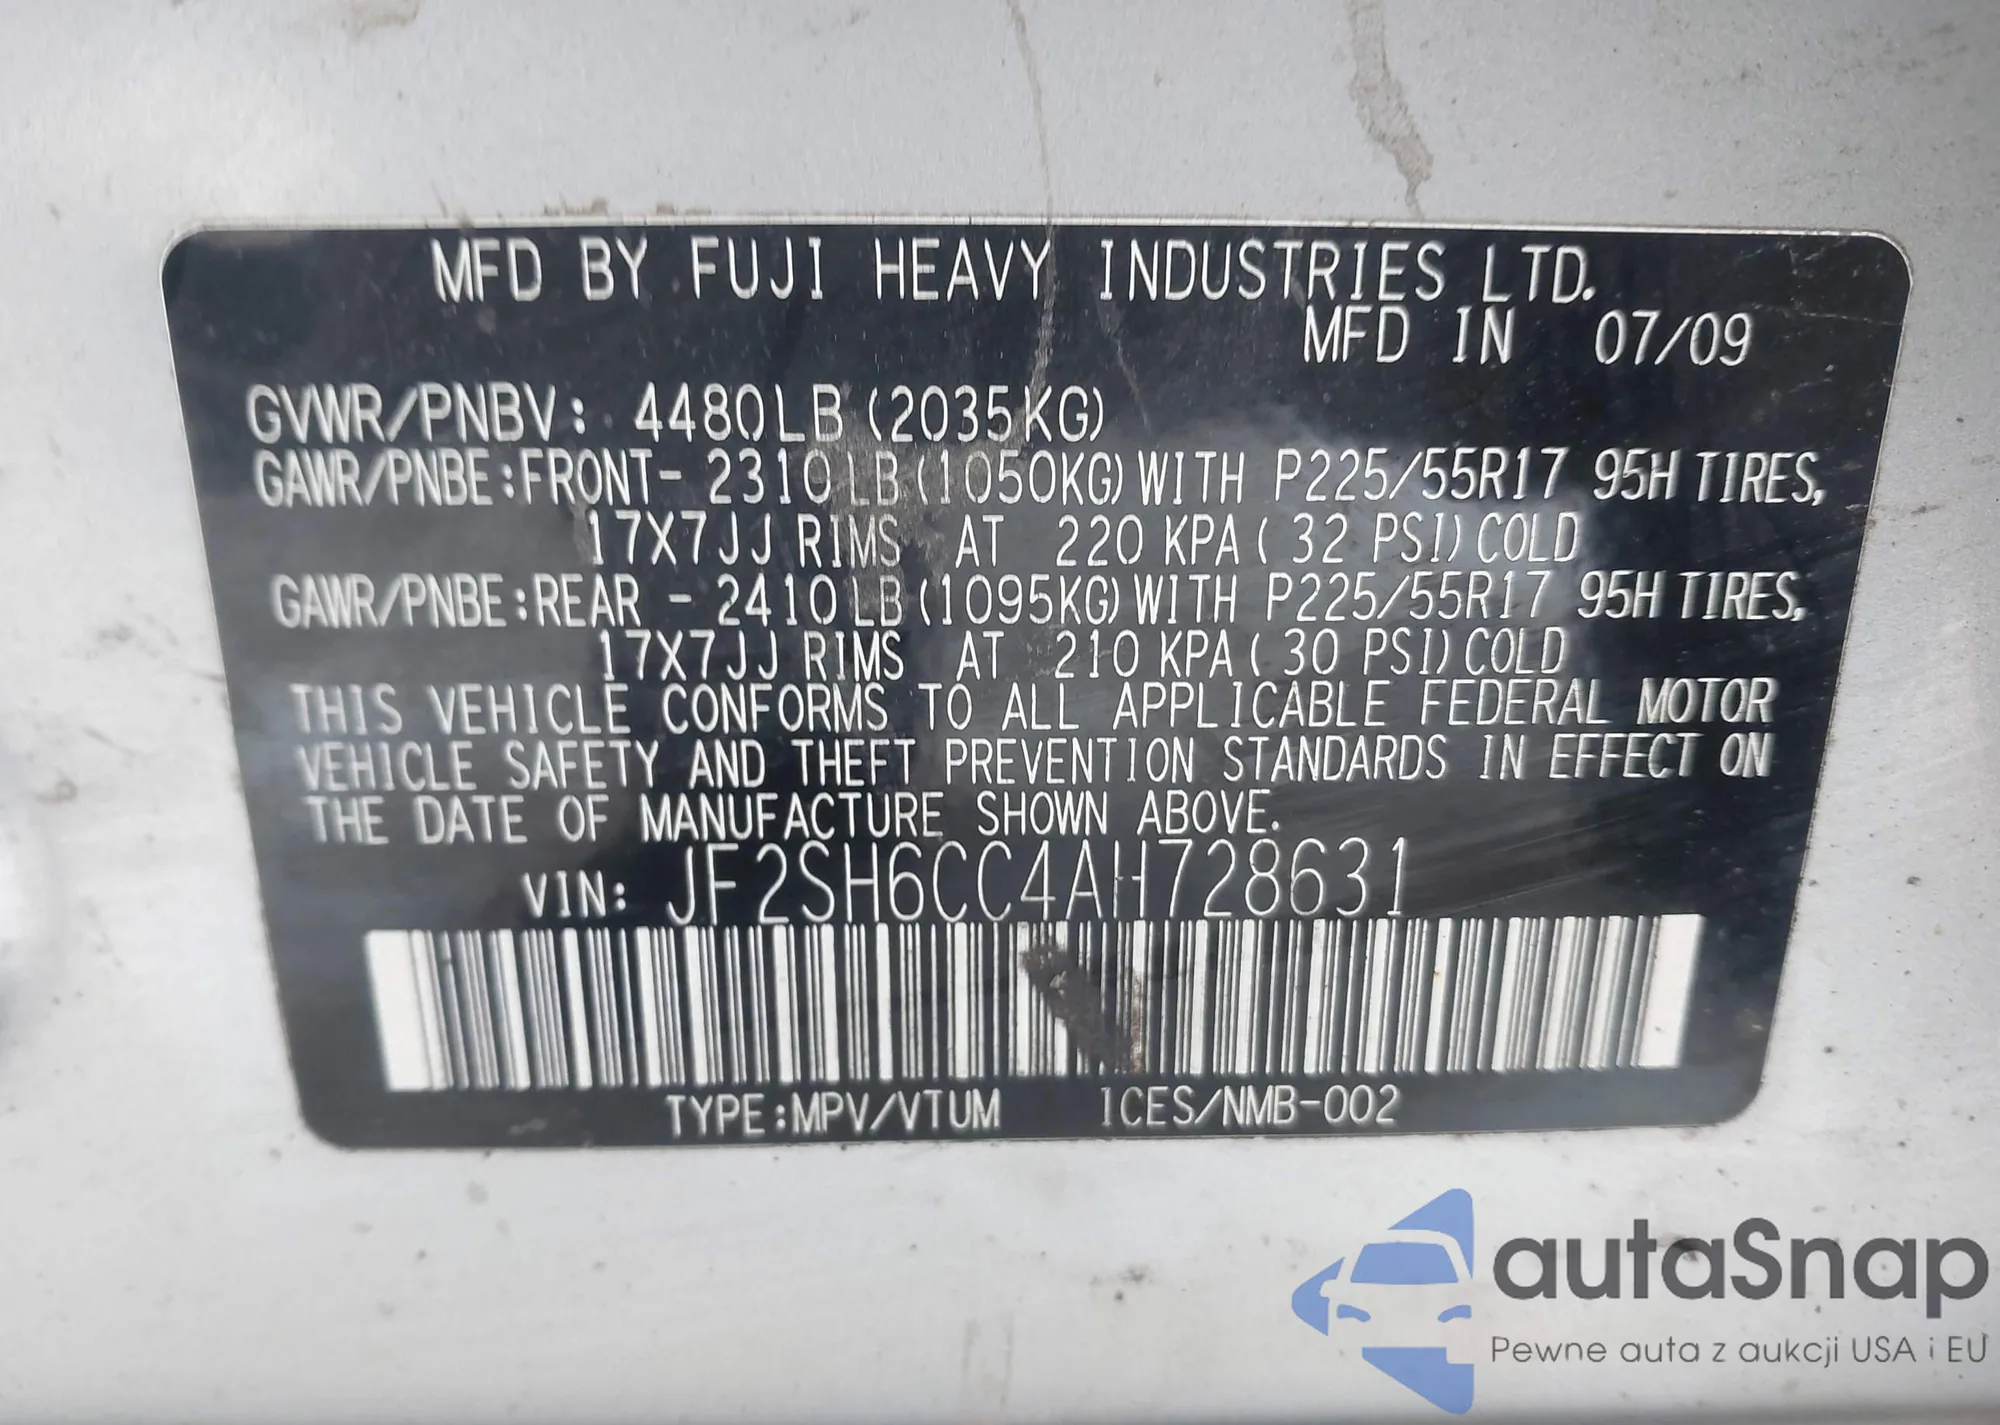 MFD BY FUJI HEAVY INDUSTRIES LTD.
MFD IN 07/09
GVWR/PNBV: 4480LB (2035KG)
GAWR/PNBE:FRONT- 2310LB (1050KG) WITH P225/55R17 95H TIRES,
17X7JJ RIMS AT 220 KPA ( 32 PSI) COLD
GAWR/PNBE:REAR - 2410LB (1095KG) WITH P225/55R17 95H TIRES,
17X7JJ RIMS AT 210 KPA ( 30 PSI) COLD
THIS VEHICLE CONFORMS TO ALL APPLICABLE FEDERAL MOTOR
VEHICLE SAFETY AND THEFT PREVENTION STANDARDS IN EFFECT ON
THE DATE OF MANUFACTURE SHOWN ABOVE.
VIN: JF2SH6CC4AH728631
TYPE:MPV/VTUM ICES/NMB-002
autaSnap
Pewne auta z aukcji USA i EU